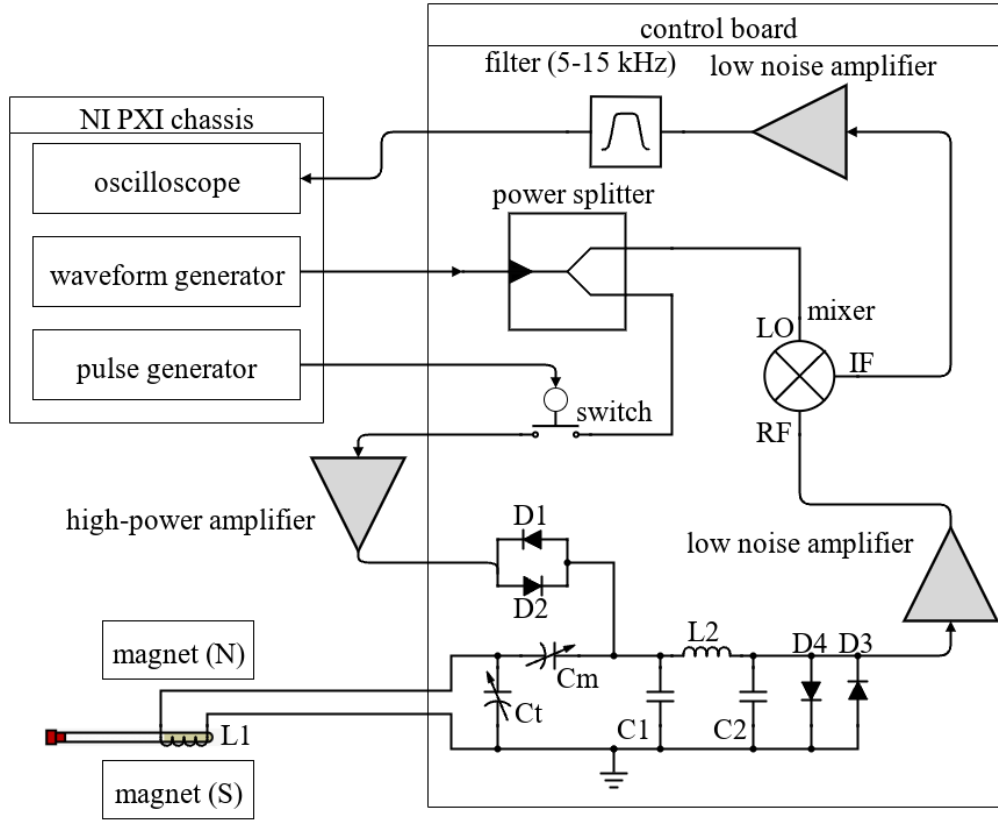 control board
filter (5-15 kHz)
low noise amplifier
NI PXI chassis
oscilloscope
power splitter
waveform generator
mixer
LO
IF
pulse generator
switch
RF
high-power amplifier
D1
low noise amplifier
D2
L2
D4
D3
magnet (N)
Cm
Ct
C1
C2
L1
magnet (S)